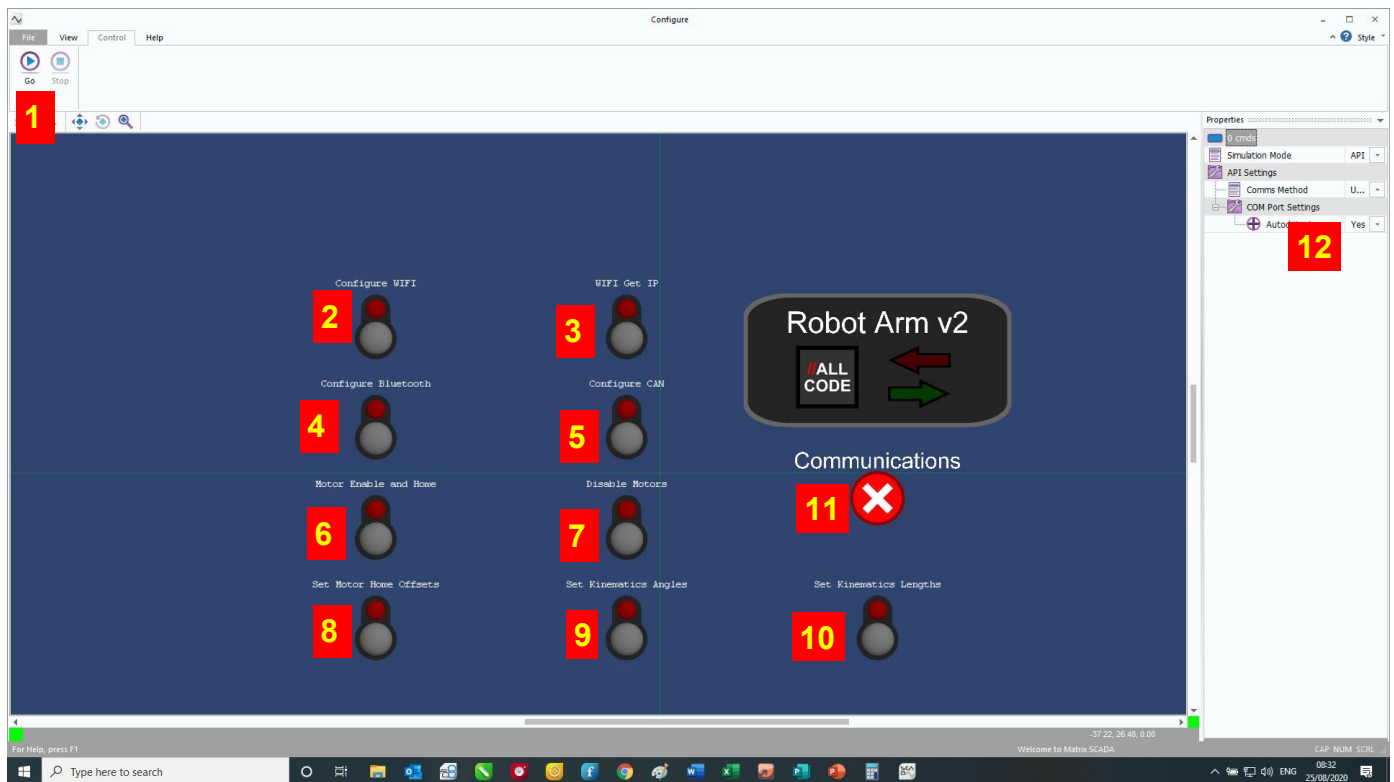 Configure
File View Control Help
Style
Go Stop
1
Properties
0 cmds
Simulation Mode API
API Settings
Comms Method U...
COM Port Settings
Yes
12
Configure WIFI
WIFI Get IP
2
3
Robot Arm v2
//ALL
CODE
Configure Bluetooth
Configure CAN
4
5
Communications
Motor Enable and Home
Disable Motors
11
6
7
Set Motor Home Offsets
Set Kinematics Angles
Set Kinematics Lengths
8
9
10
-37.22, 26.48, 0.00
For Help, press F1
Welcome to Matrix SCADA
CAP NUM SCRL
Type here to search
ENG
08:32
25/08/2020